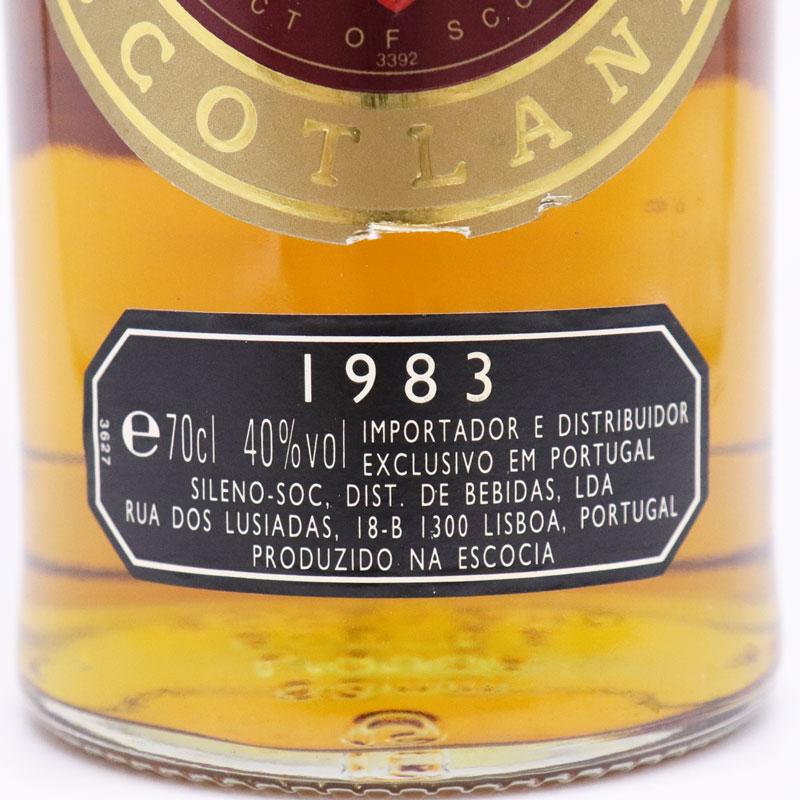 CT OF SCO
3392
SCOTLAN
1983
3627
e70cl 40%vol
IMPORTADOR E DISTRIBUIDOR
EXCLUSIVO EM PORTUGAL
SILENO-SOC, DIST. DE BEBIDAS, LDA
RUA DOS LUSIADAS, 18-B 1300 LISBOA, PORTUGAL
PRODUZIDO NA ESCOCIA